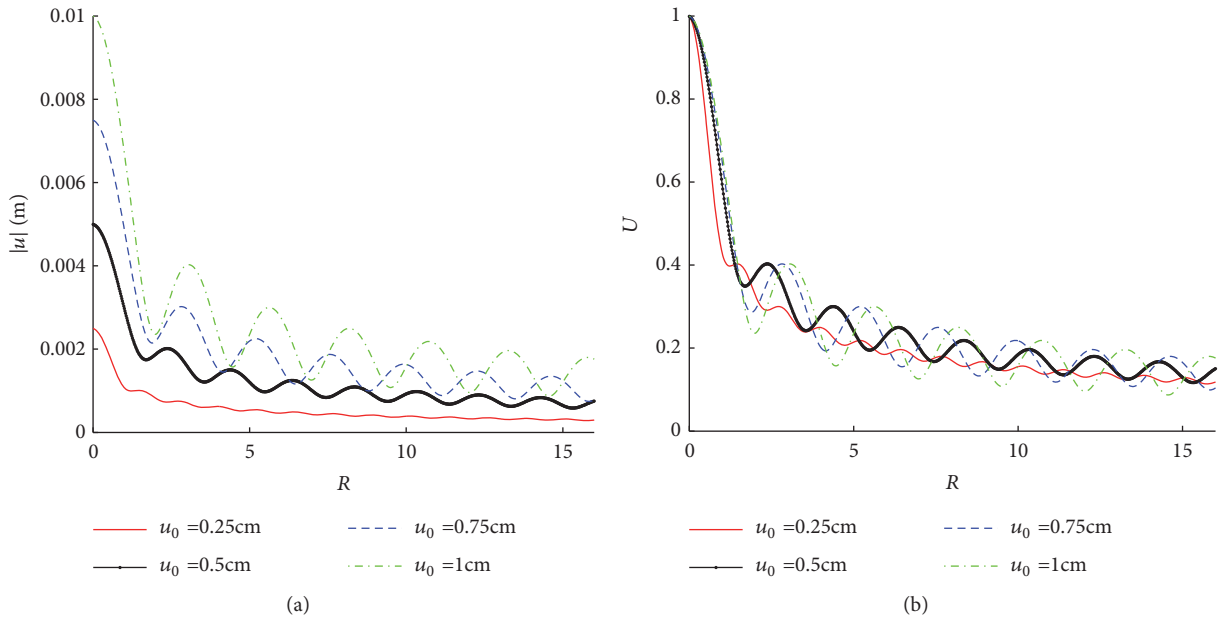 0.01
0.008
0.006
0.004
0.002
0
|u| (m)
0 5 10 15
R
u₀ =0.25cm
u₀ =0.5cm
u₀ =0.75cm
u₀ =1cm
(a)
1
0.8
0.6
0.4
0.2
0
U
0 5 10 15
R
u₀ =0.25cm
u₀ =0.5cm
u₀ =0.75cm
u₀ =1cm
(b)